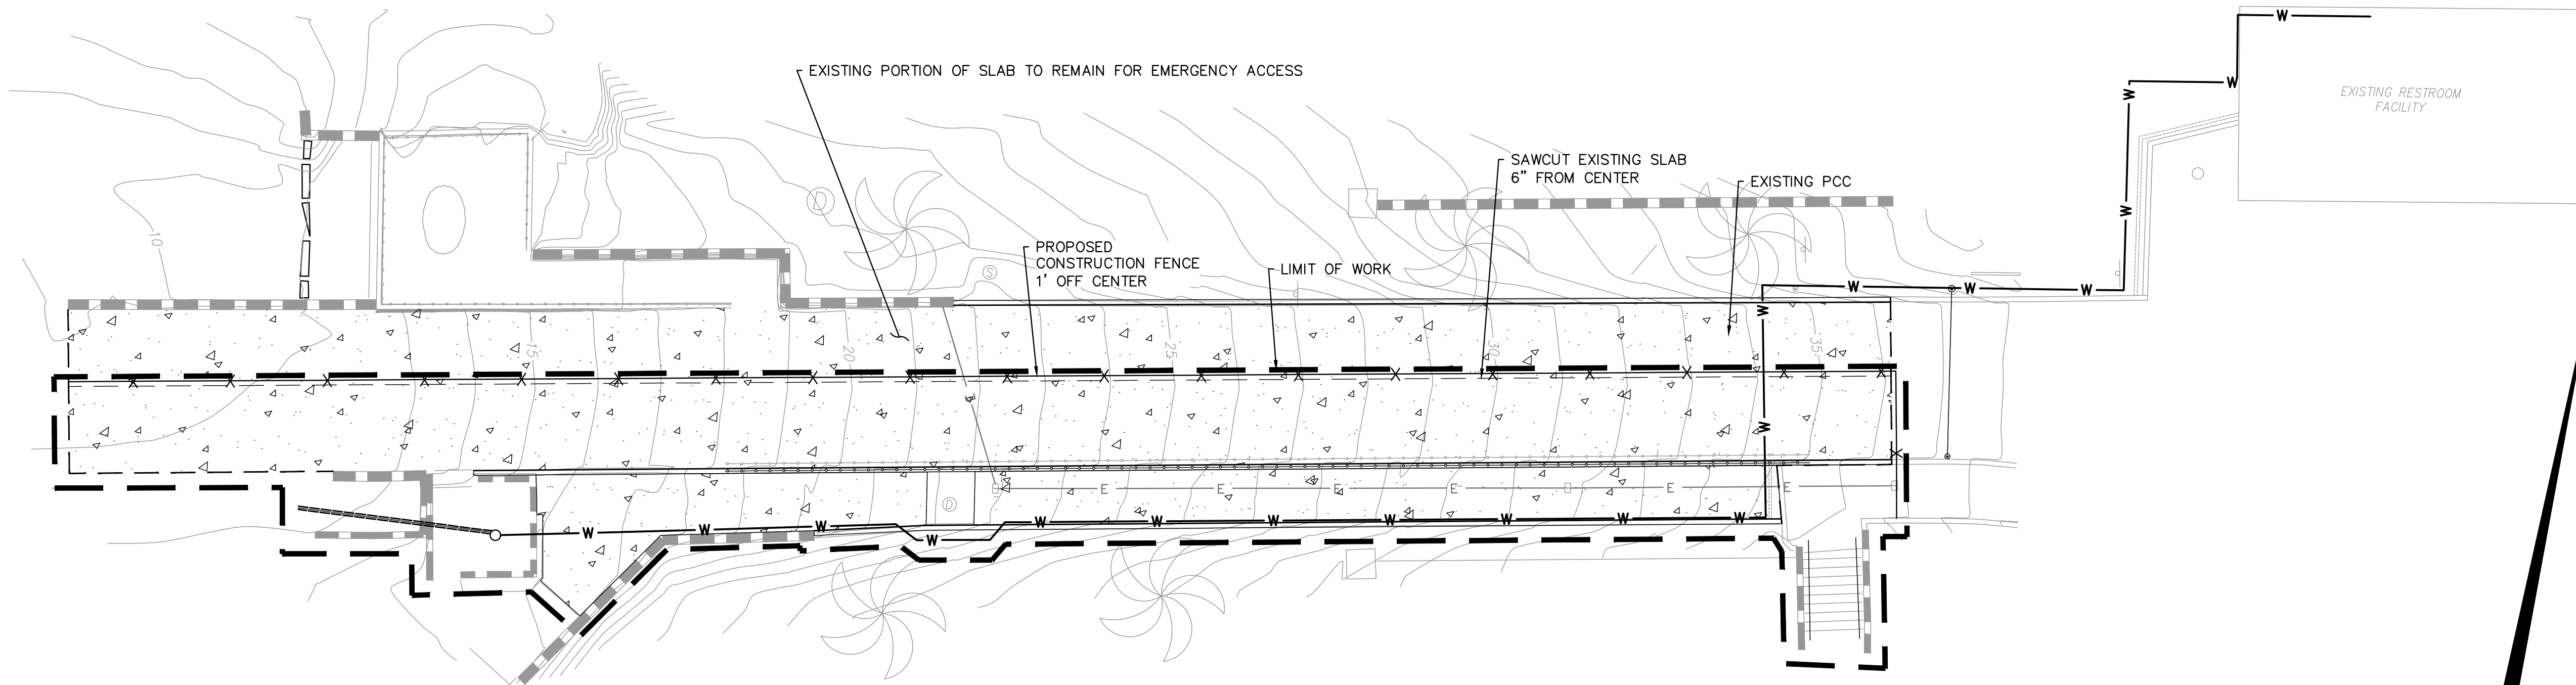 W
EXISTING RESTROOM
FACILITY
EXISTING PORTION OF SLAB TO REMAIN FOR EMERGENCY ACCESS
W
W
SAWCUT EXISTING SLAB
6" FROM CENTER
EXISTING PCC
D
W
10
PROPOSED
CONSTRUCTION FENCE
1' OFF CENTER
LIMIT OF WORK
S
W W W
W
15
20
25
30
35
X X X X X X X X X X X X X X X X X X X
W
X
E E E E E E
D
W W W W W W W W W W W